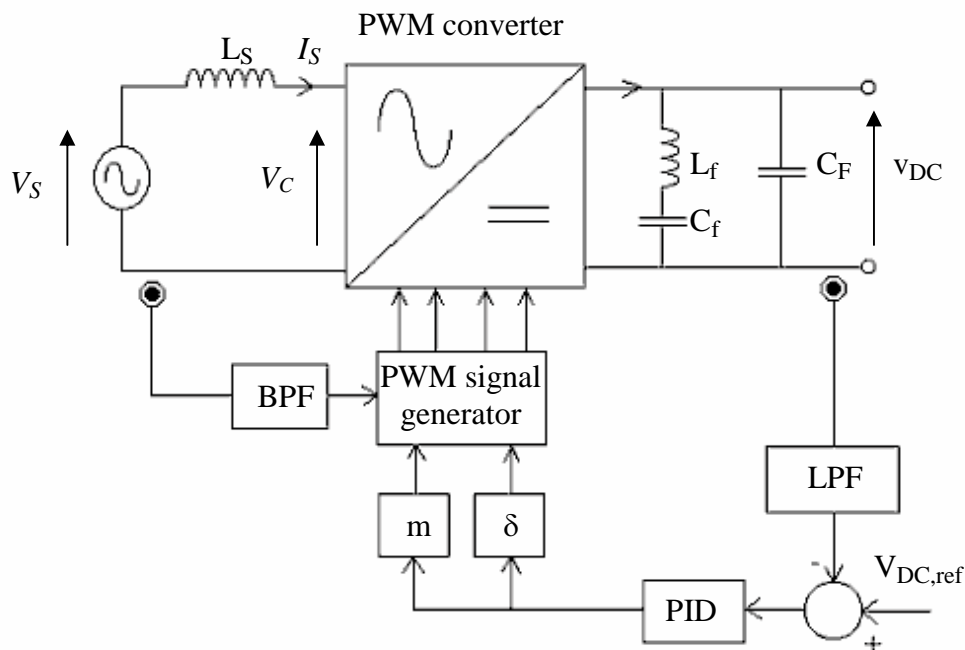 PWM converter
L_S
I_S
V_S
V_C
L_f
C_f
C_F
v_DC
BPF
PWM signal
generator
m
δ
LPF
-
V_DC,ref
PID
+